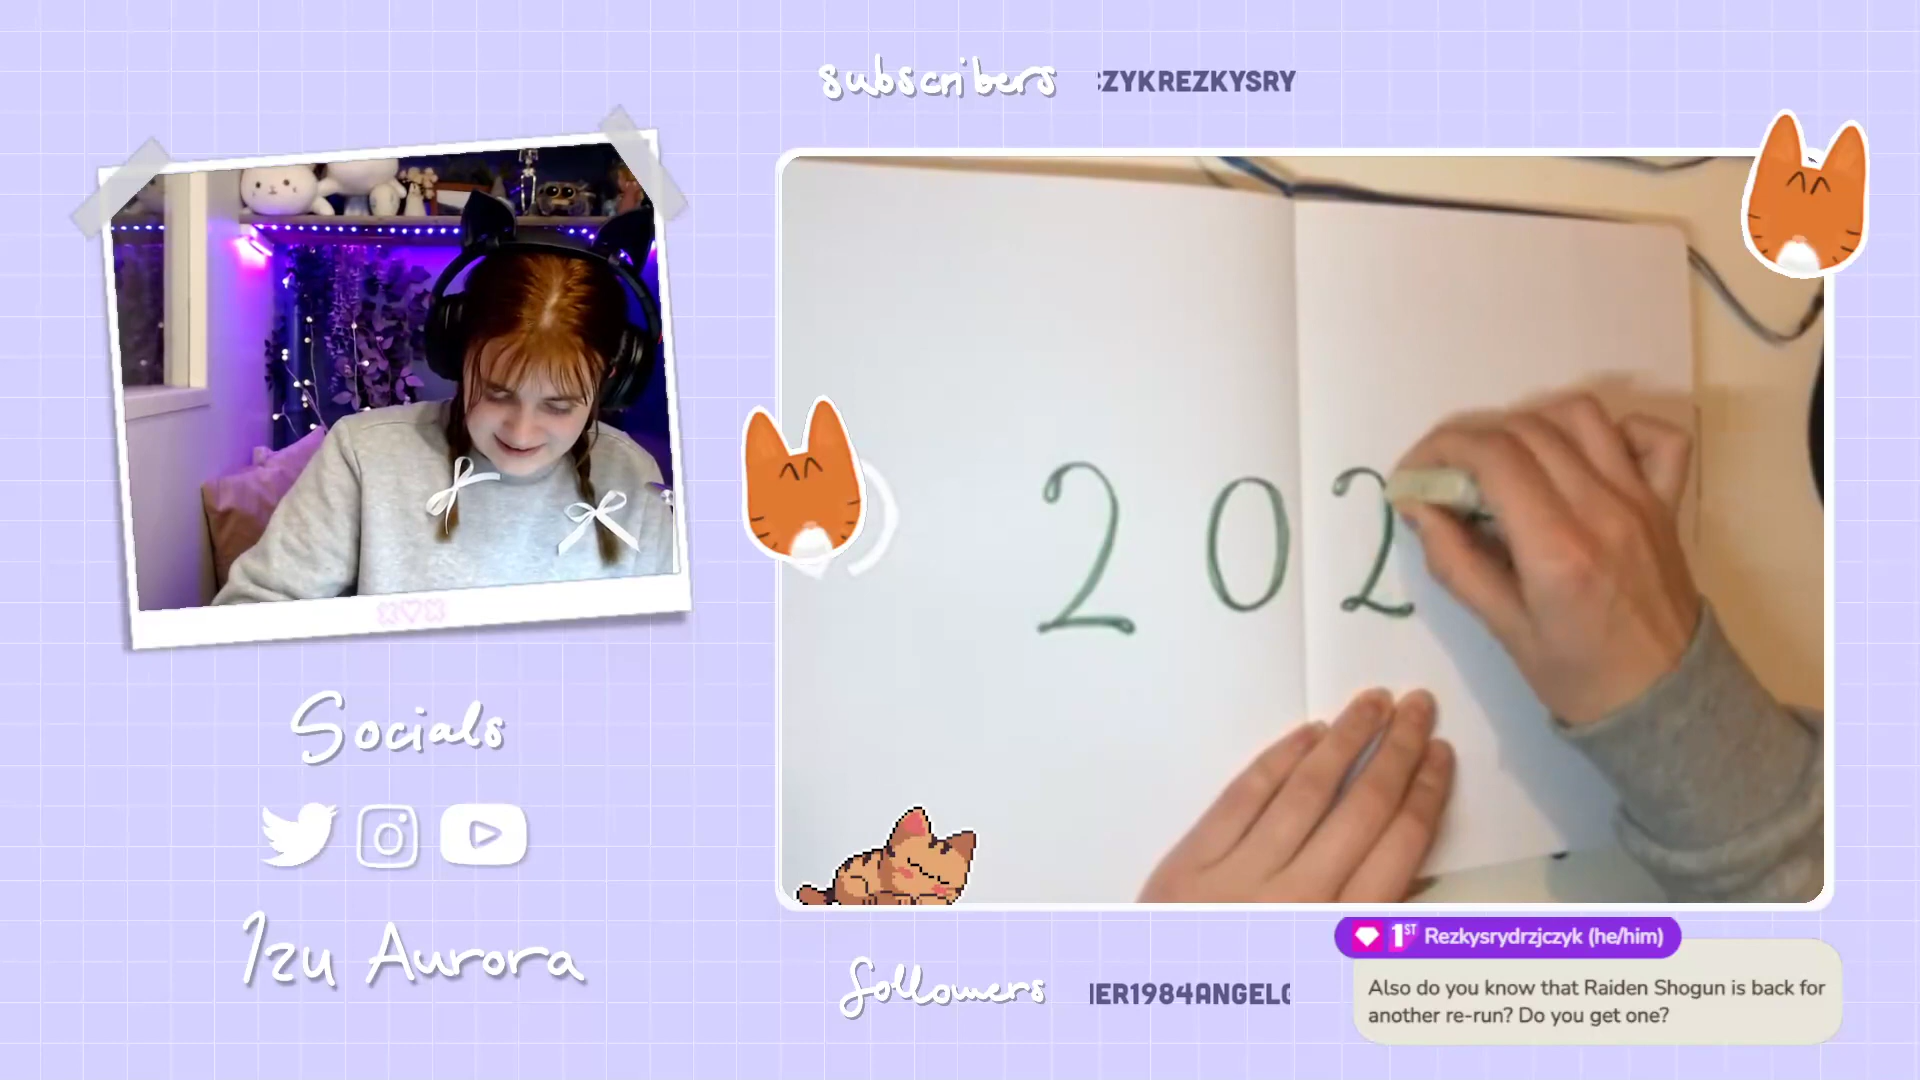 subscribers
ZYKREZKYSRY
202
Socials
Izu Aurora
followers
ER1984ANGEL
1ST Rezkysrydrzjczyk (he/him)
Also do you know that Raiden Shogun is back for
another re-run? Do you get one?